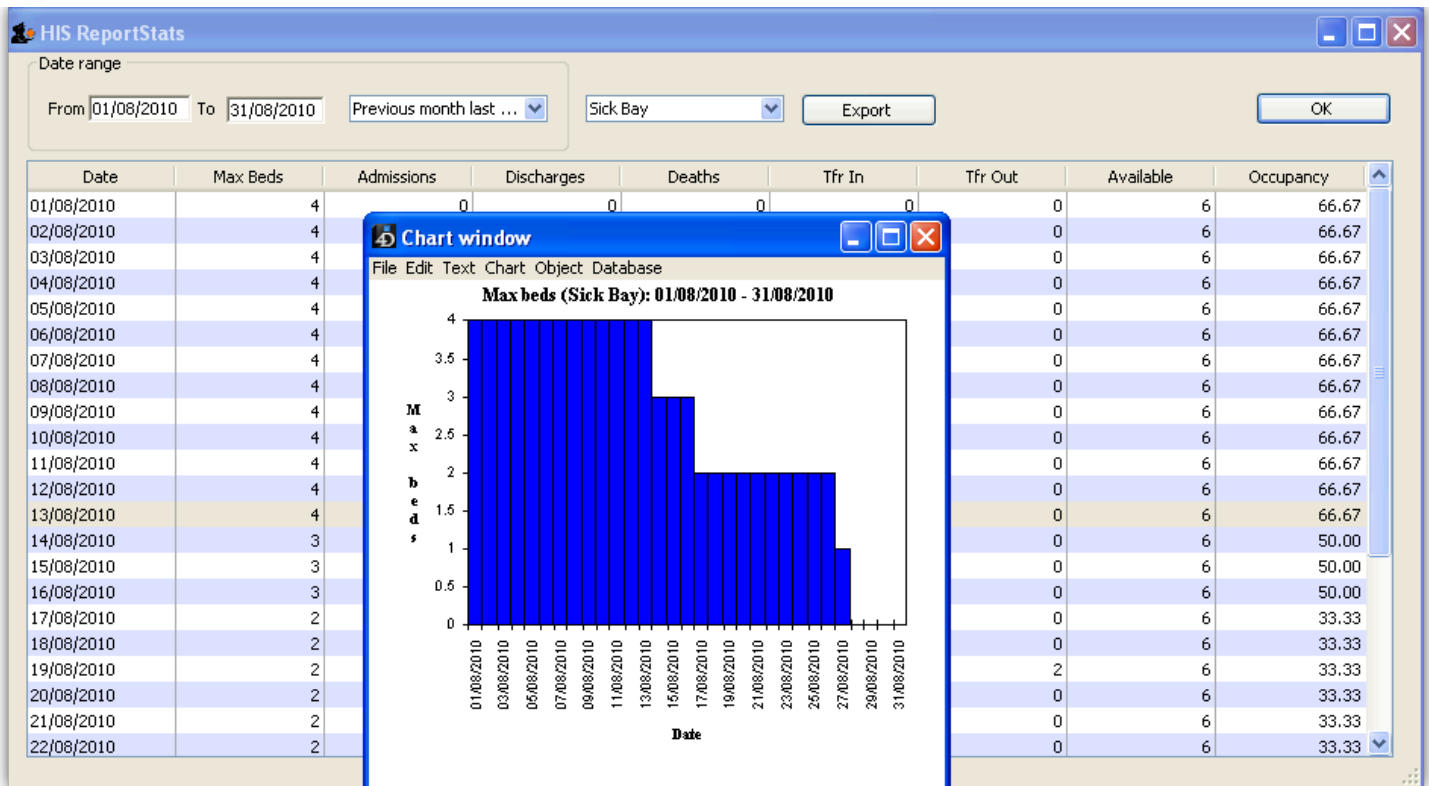 HIS ReportStats
Date range
From 01/08/2010 To 31/08/2010 Previous month last ... Sick Bay Export OK
Date Max Beds Admissions Discharges Deaths Tfr In Tfr Out Available Occupancy
01/08/2010 4 0 0 0 0 0 6 66.67
02/08/2010 4 0 6 66.67
03/08/2010 4 0 6 66.67
04/08/2010 4 0 6 66.67
05/08/2010 4 0 6 66.67
06/08/2010 4 0 6 66.67
07/08/2010 4 0 6 66.67
08/08/2010 4 0 6 66.67
09/08/2010 4 0 6 66.67
10/08/2010 4 0 6 66.67
11/08/2010 4 0 6 66.67
12/08/2010 4 0 6 66.67
13/08/2010 4 0 6 66.67
14/08/2010 3 0 6 50.00
15/08/2010 3 0 6 50.00
16/08/2010 3 0 6 50.00
17/08/2010 2 0 6 33.33
18/08/2010 2 0 6 33.33
19/08/2010 2 2 6 33.33
20/08/2010 2 0 6 33.33
21/08/2010 2 0 6 33.33
22/08/2010 2 0 6 33.33
4D Chart window
File Edit Text Chart Object Database
Max beds (Sick Bay): 01/08/2010 - 31/08/2010
Max beds
4
3.5
3
2.5
2
1.5
1
0.5
0
01/08/2010 03/08/2010 05/08/2010 07/08/2010 09/08/2010 11/08/2010 13/08/2010 15/08/2010 17/08/2010 19/08/2010 21/08/2010 23/08/2010 25/08/2010 27/08/2010 29/08/2010 31/08/2010
Date